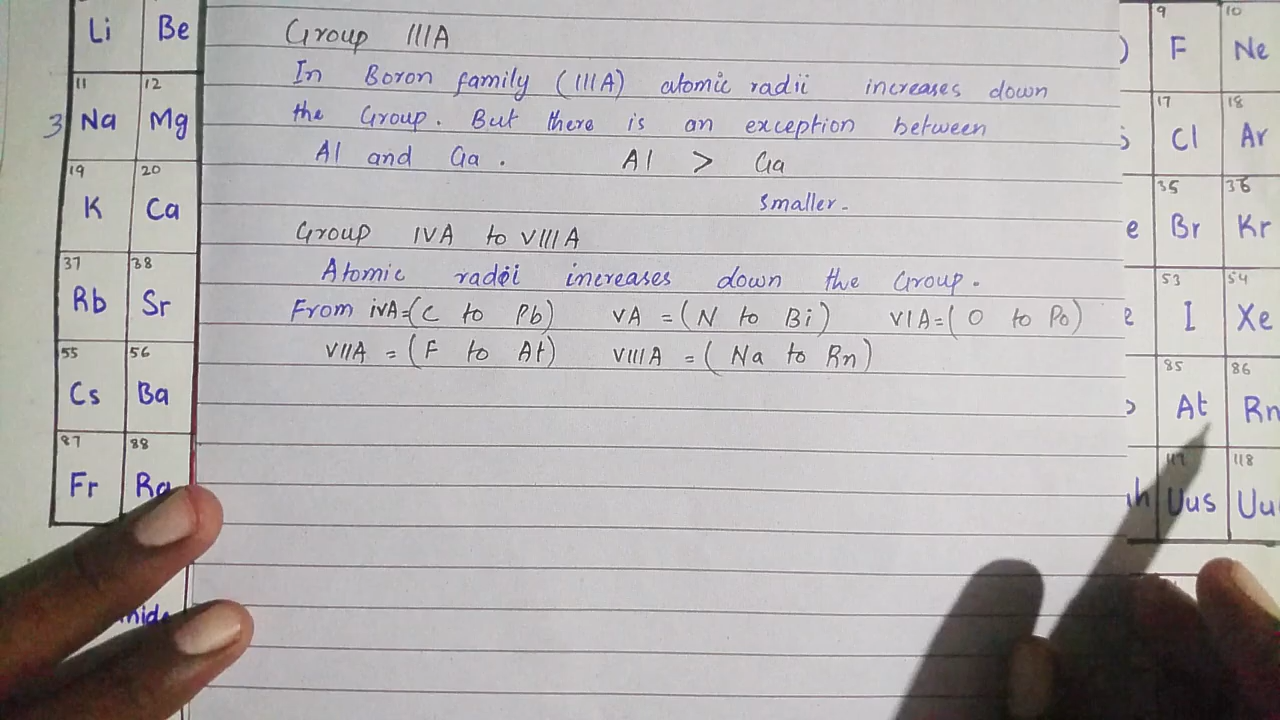 Li Be
11 12
3 Na Mg
19 20
K Ca
37 38
Rb Sr
55 56
Cs Ba
87 88
Fr Ra
Group IIIA
In Boron family (IIIA) atomic radii increases down
the Group. But there is an exception between
Al and Ga. Al > Ga
smaller.
Group IVA to VIIIA
Atomic radii increases down the Group.
From IVA=(C to Pb) VA =(N to Bi) VIA=(O to Po)
VIIA =(F to At) VIIIA =(Na to Rn)
9 10
F Ne
17 18
Cl Ar
35 36
e Br Kr
53 54
e I Xe
85 86
At Rn
117 118
Uus Uu